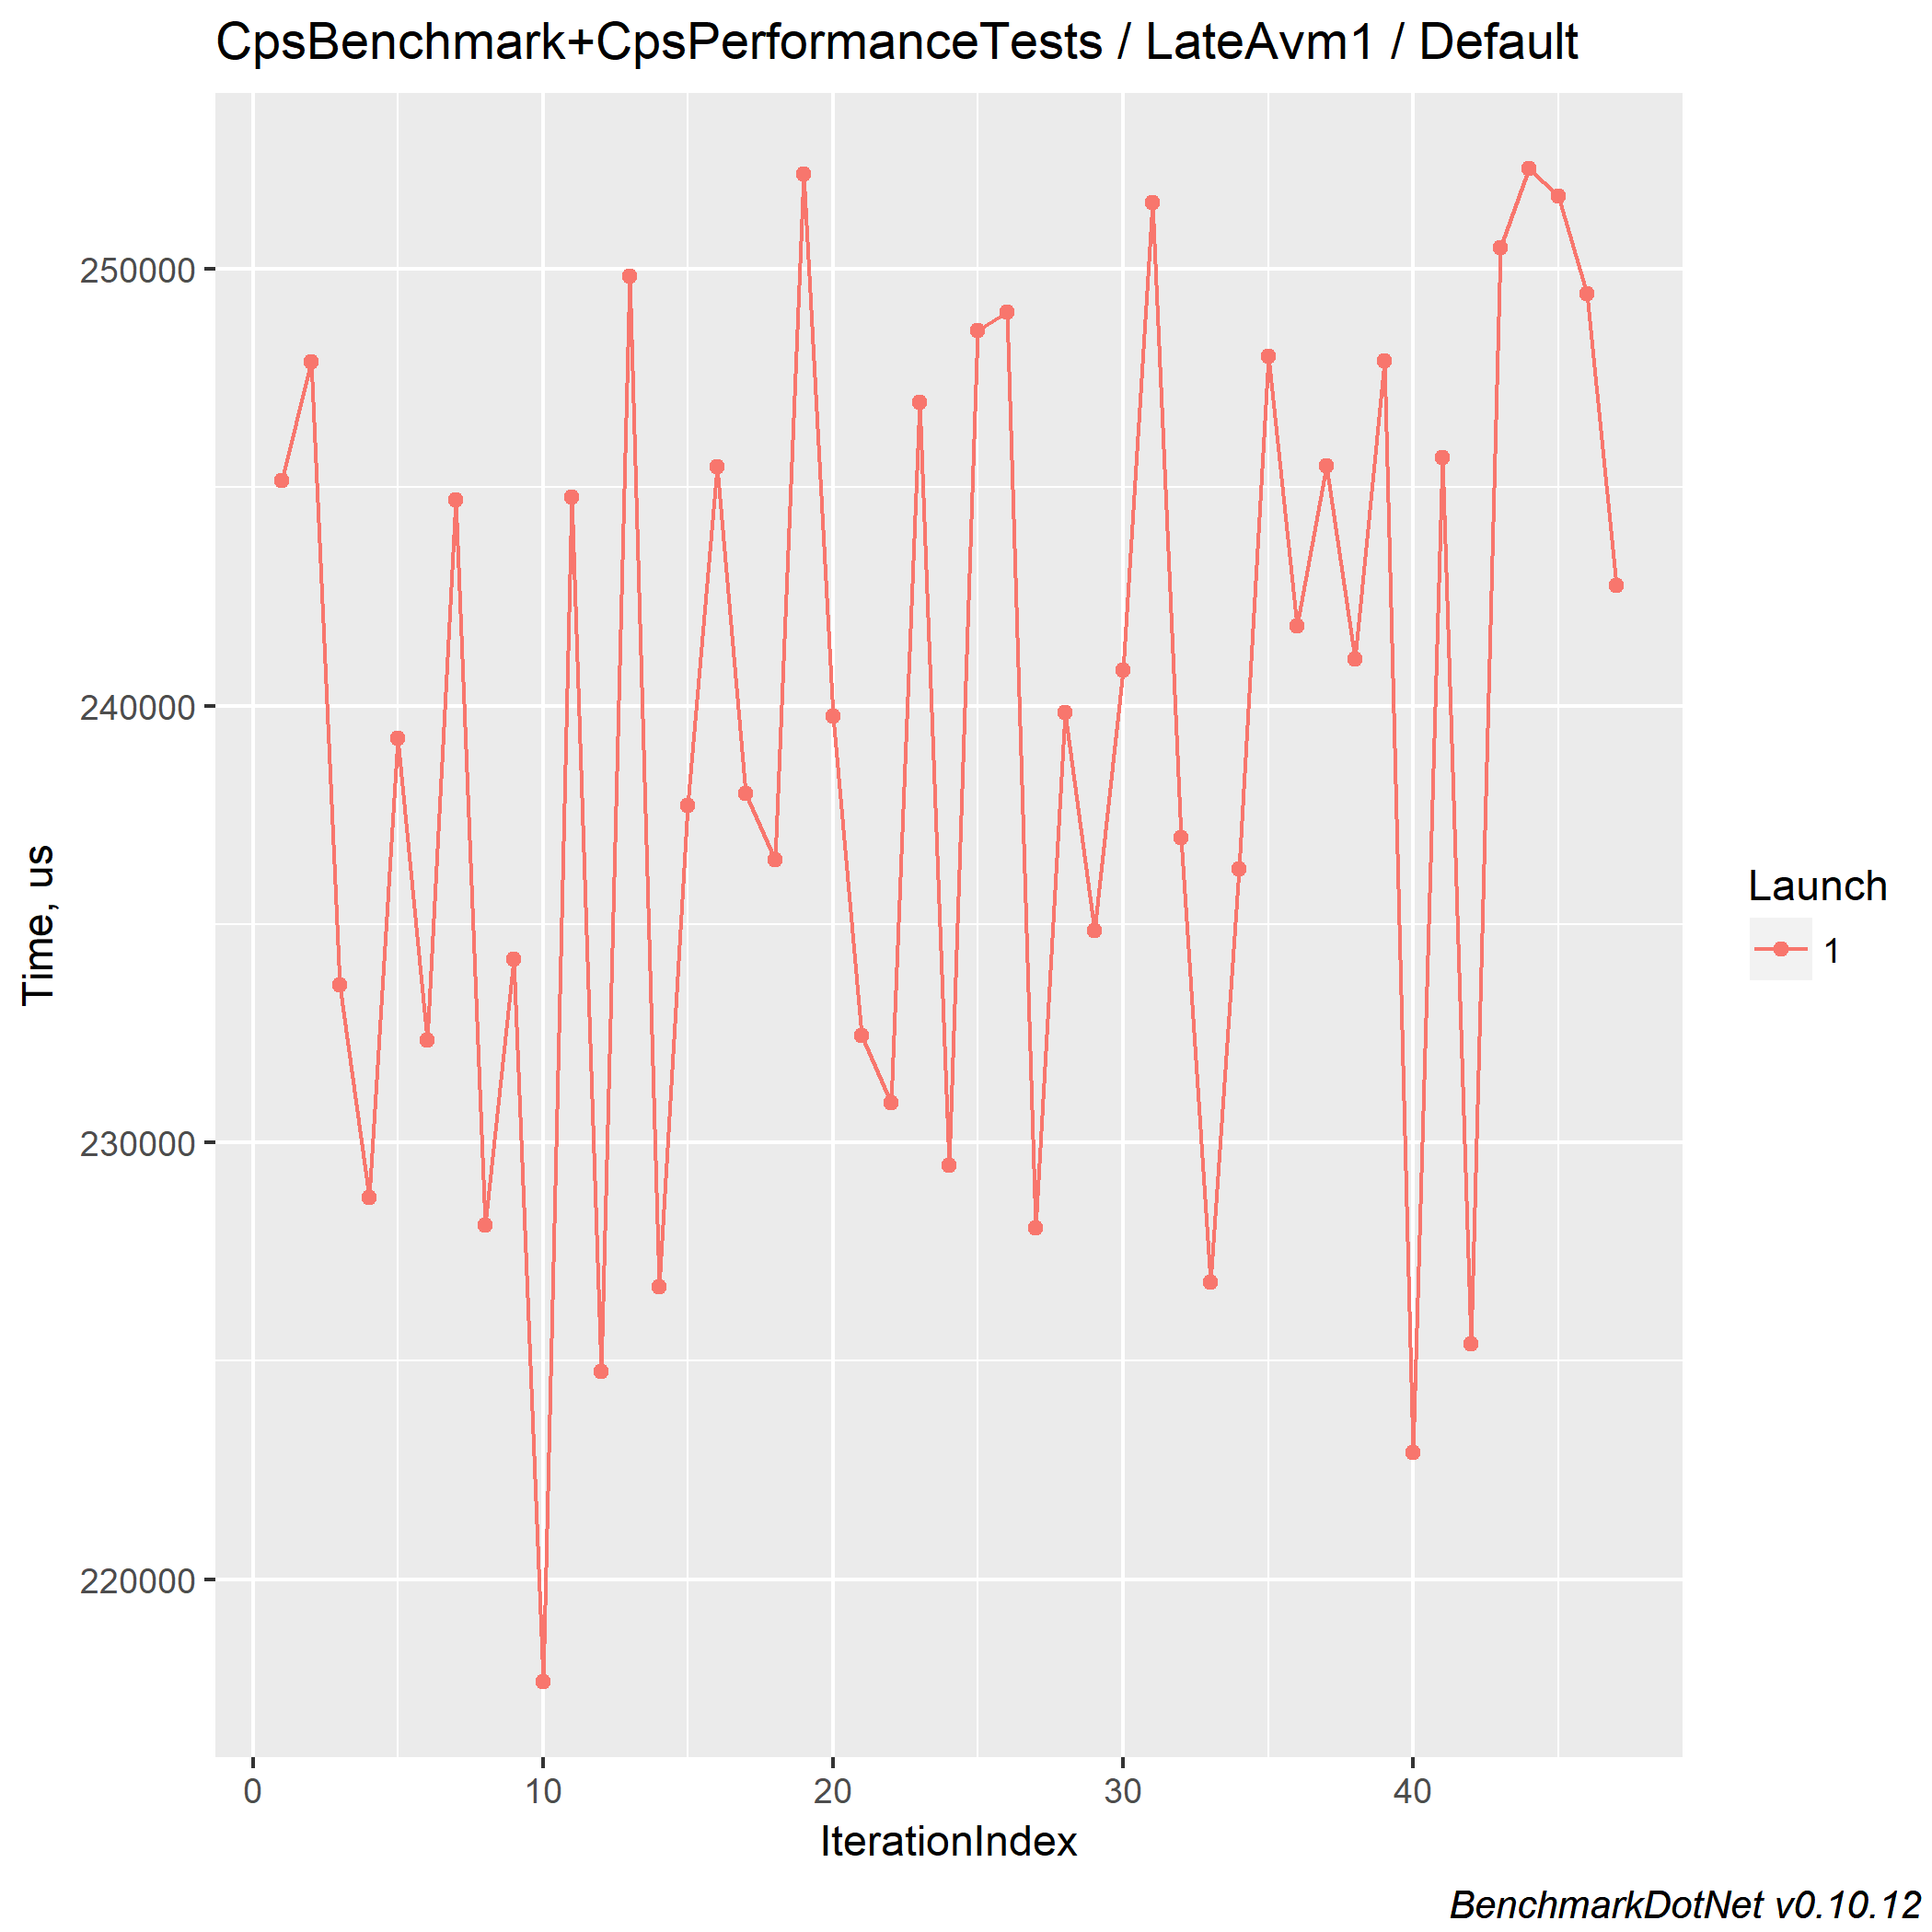 CpsBenchmark+CpsPerformanceTests / LateAvm1 / Default
250000
240000
230000
220000
Time, us
0 10 20 30 40
IterationIndex
Launch
1
BenchmarkDotNet v0.10.12